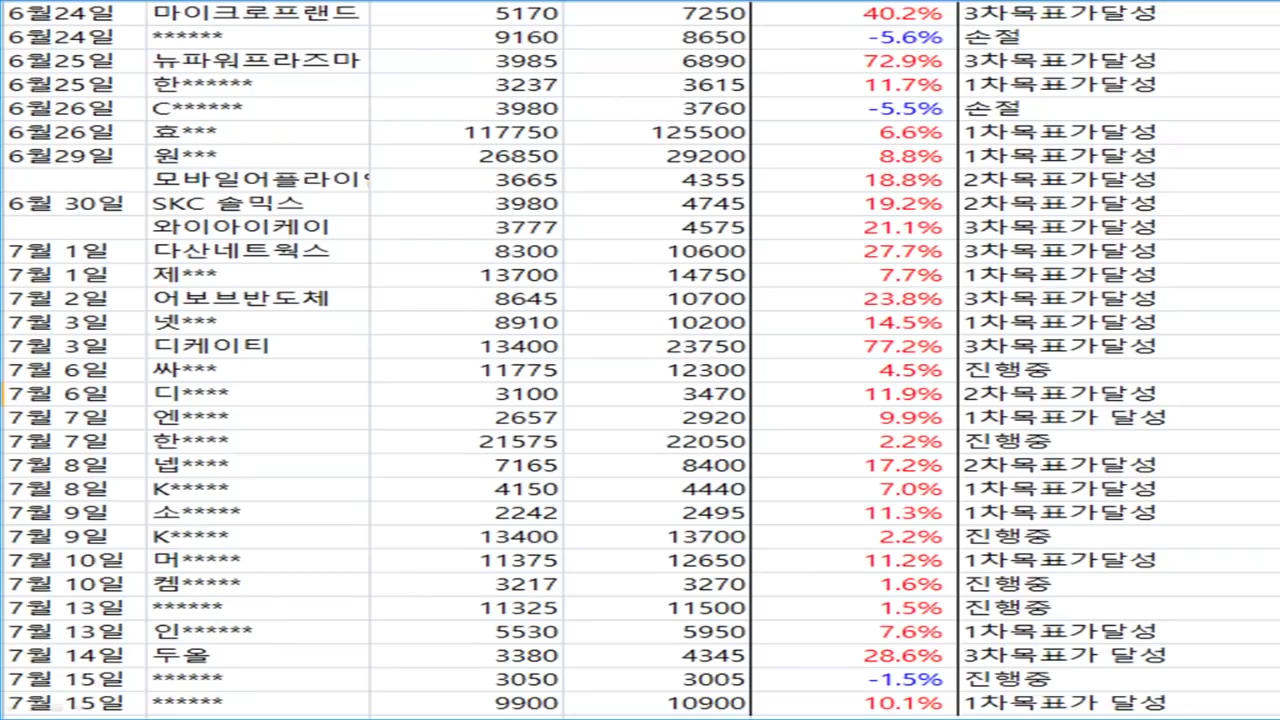 6월24일 마이크로프랜드 5170 7250 40.2% 3차목표가달성
6월24일 ****** 9160 8650 -5.6% 손절
6월25일 뉴파워프라즈마 3985 6890 72.9% 3차목표가달성
6월25일 한****** 3237 3615 11.7% 1차목표가달성
6월26일 C****** 3980 3760 -5.5% 손절
6월26일 효*** 117750 125500 6.6% 1차목표가달성
6월29일 원*** 26850 29200 8.8% 1차목표가달성
모바일어플라이 3665 4355 18.8% 2차목표가달성
6월 30일 SKC 솔믹스 3980 4745 19.2% 2차목표가달성
와이아이케이 3777 4575 21.1% 3차목표가달성
7월 1일 다산네트웍스 8300 10600 27.7% 3차목표가달성
7월 1일 제*** 13700 14750 7.7% 1차목표가달성
7월 2일 어보브반도체 8645 10700 23.8% 3차목표가달성
7월 3일 넷*** 8910 10200 14.5% 1차목표가달성
7월 3일 디케이티 13400 23750 77.2% 3차목표가달성
7월 6일 싸*** 11775 12300 4.5% 진행중
7월 6일 디**** 3100 3470 11.9% 2차목표가달성
7월 7일 엔**** 2657 2920 9.9% 1차목표가 달성
7월 7일 한**** 21575 22050 2.2% 진행중
7월 8일 넵**** 7165 8400 17.2% 2차목표가달성
7월 8일 K***** 4150 4440 7.0% 1차목표가달성
7월 9일 소***** 2242 2495 11.3% 1차목표가달성
7월 9일 K***** 13400 13700 2.2% 진행중
7월 10일 머***** 11375 12650 11.2% 1차목표가달성
7월 10일 켐***** 3217 3270 1.6% 진행중
7월 13일 ****** 11325 11500 1.5% 진행중
7월 13일 인****** 5530 5950 7.6% 1차목표가달성
7월 14일 두올 3380 4345 28.6% 3차목표가 달성
7월 15일 ****** 3050 3005 -1.5% 진행중
7월 15일 ****** 9900 10900 10.1% 1차목표가 달성